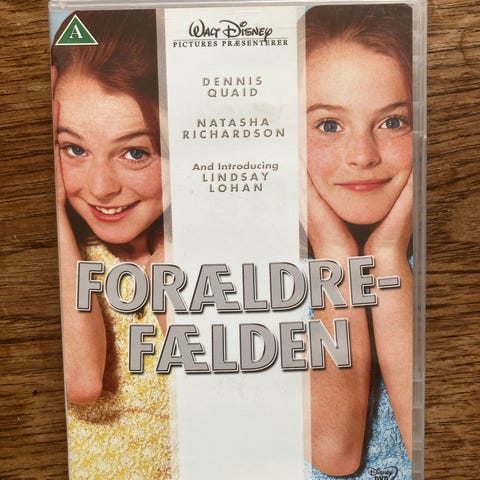 A
WALT DISNEY
PICTURES PRÆSENTERER
DENNIS
QUAID
NATASHA
RICHARDSON
And Introducing
LINDSAY
LOHAN
FORÆLDRE-
FÆLDEN
Disney
DVD